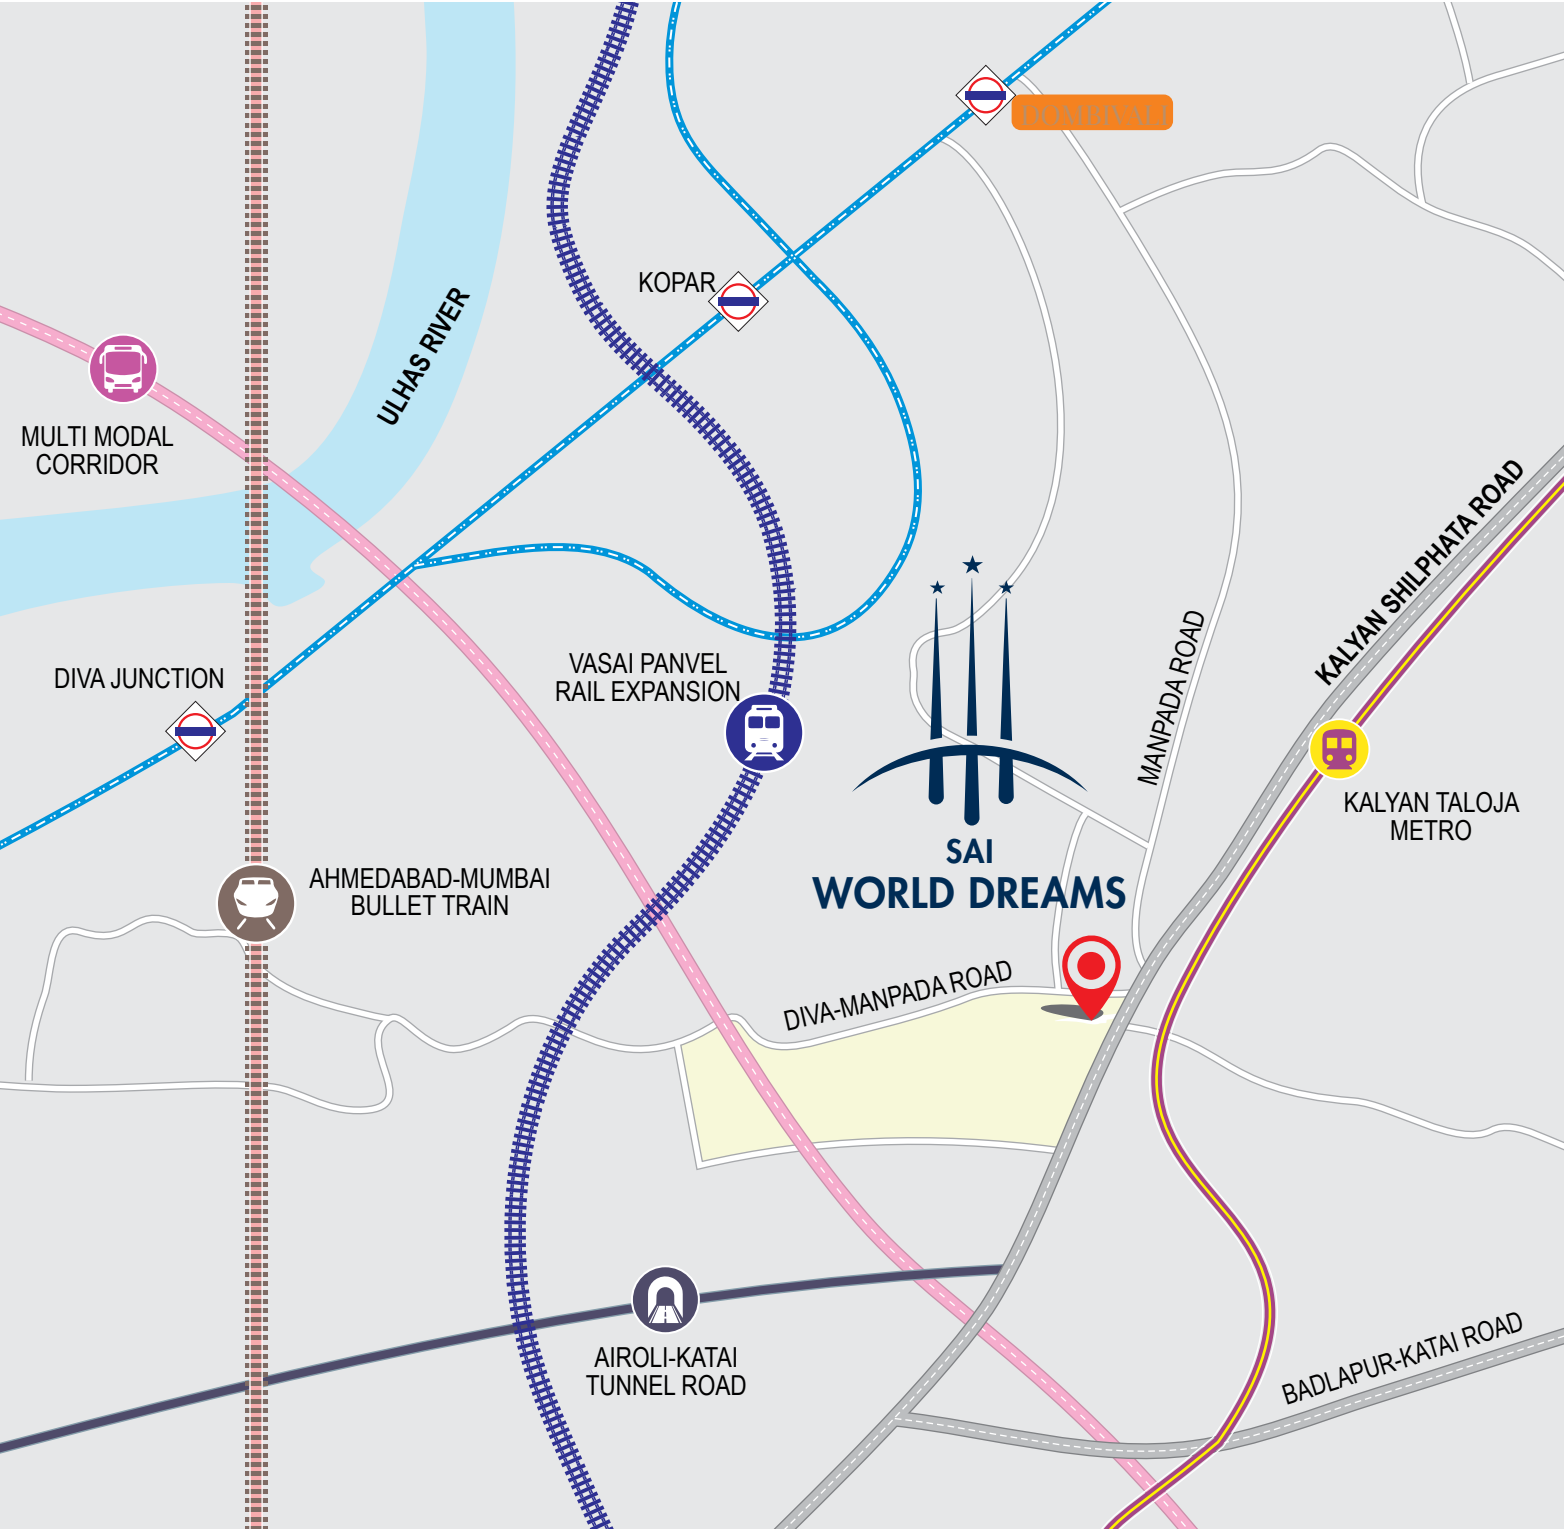 DOMBIVALI
KOPAR
ULHAS RIVER
MULTI MODAL
CORRIDOR
KALYAN SHILPHATA ROAD
MANPADA ROAD
VASAI PANVEL
RAIL EXPANSION
DIVA JUNCTION
KALYAN TALOJA
METRO
SAI
WORLD DREAMS
AHMEDABAD-MUMBAI
BULLET TRAIN
DIVA-MANPADA ROAD
AIROLI-KATAI
TUNNEL ROAD
BADLAPUR-KATAI ROAD